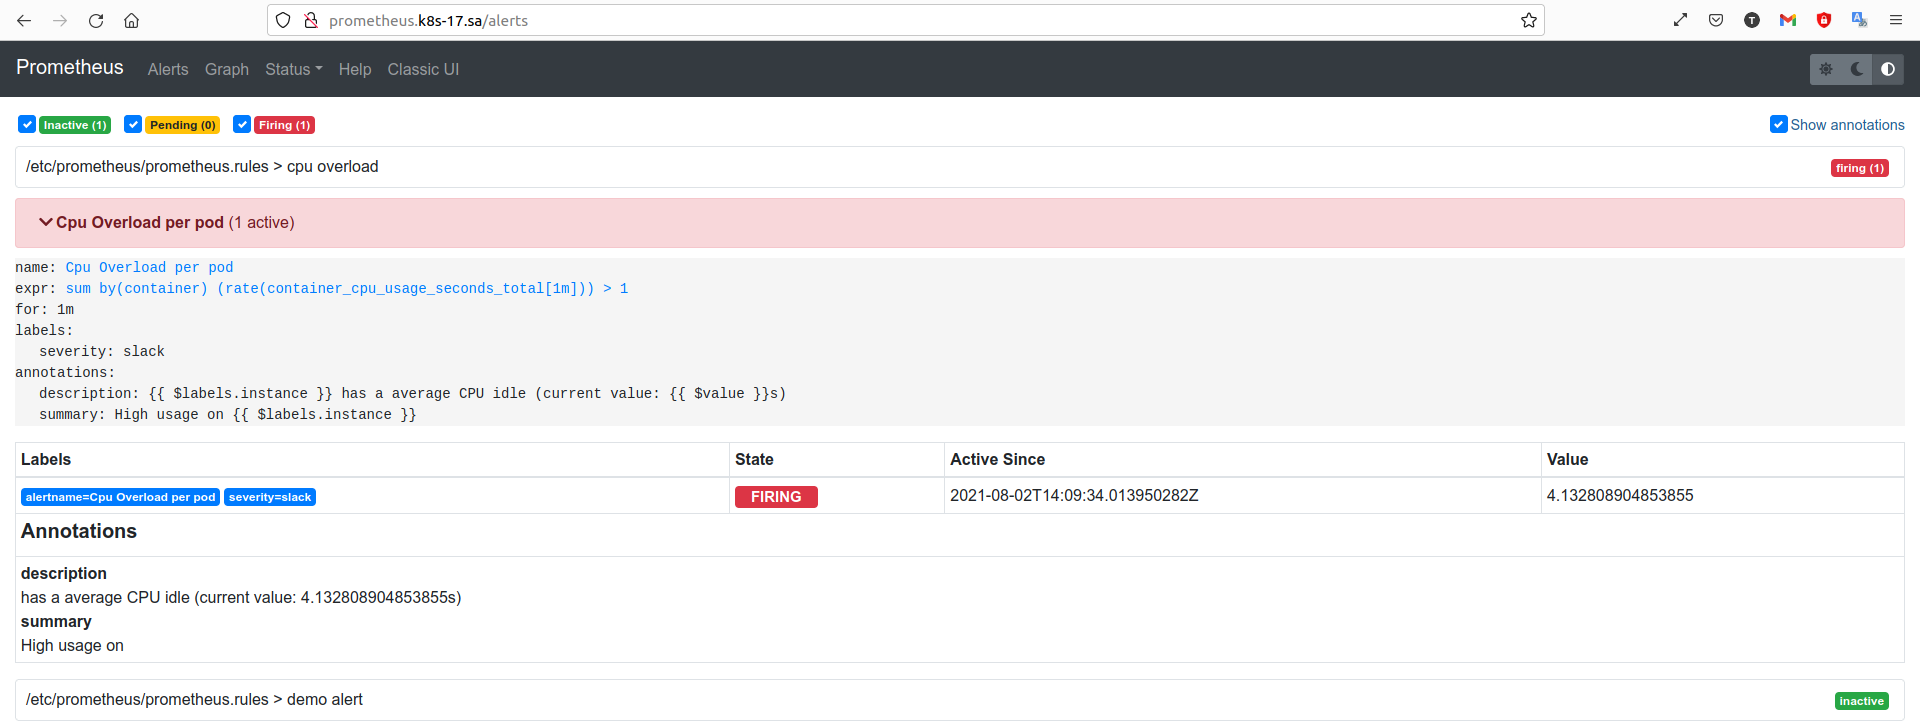 prometheus.k8s-17.sa/alerts
Prometheus Alerts Graph Status Help Classic UI
Inactive (1) Pending (0) Firing (1) Show annotations
/etc/prometheus/prometheus.rules > cpu overload firing (1)
Cpu Overload per pod (1 active)
name: Cpu Overload per pod
expr: sum by(container) (rate(container_cpu_usage_seconds_total[1m])) > 1
for: 1m
labels:
severity: slack
annotations:
description: {{ $labels.instance }} has a average CPU idle (current value: {{ $value }}s)
summary: High usage on {{ $labels.instance }}
Labels State Active Since Value
alertname=Cpu Overload per pod severity=slack FIRING 2021-08-02T14:09:34.013950282Z 4.132808904853855
Annotations
description
has a average CPU idle (current value: 4.132808904853855s)
summary
High usage on
/etc/prometheus/prometheus.rules > demo alert inactive